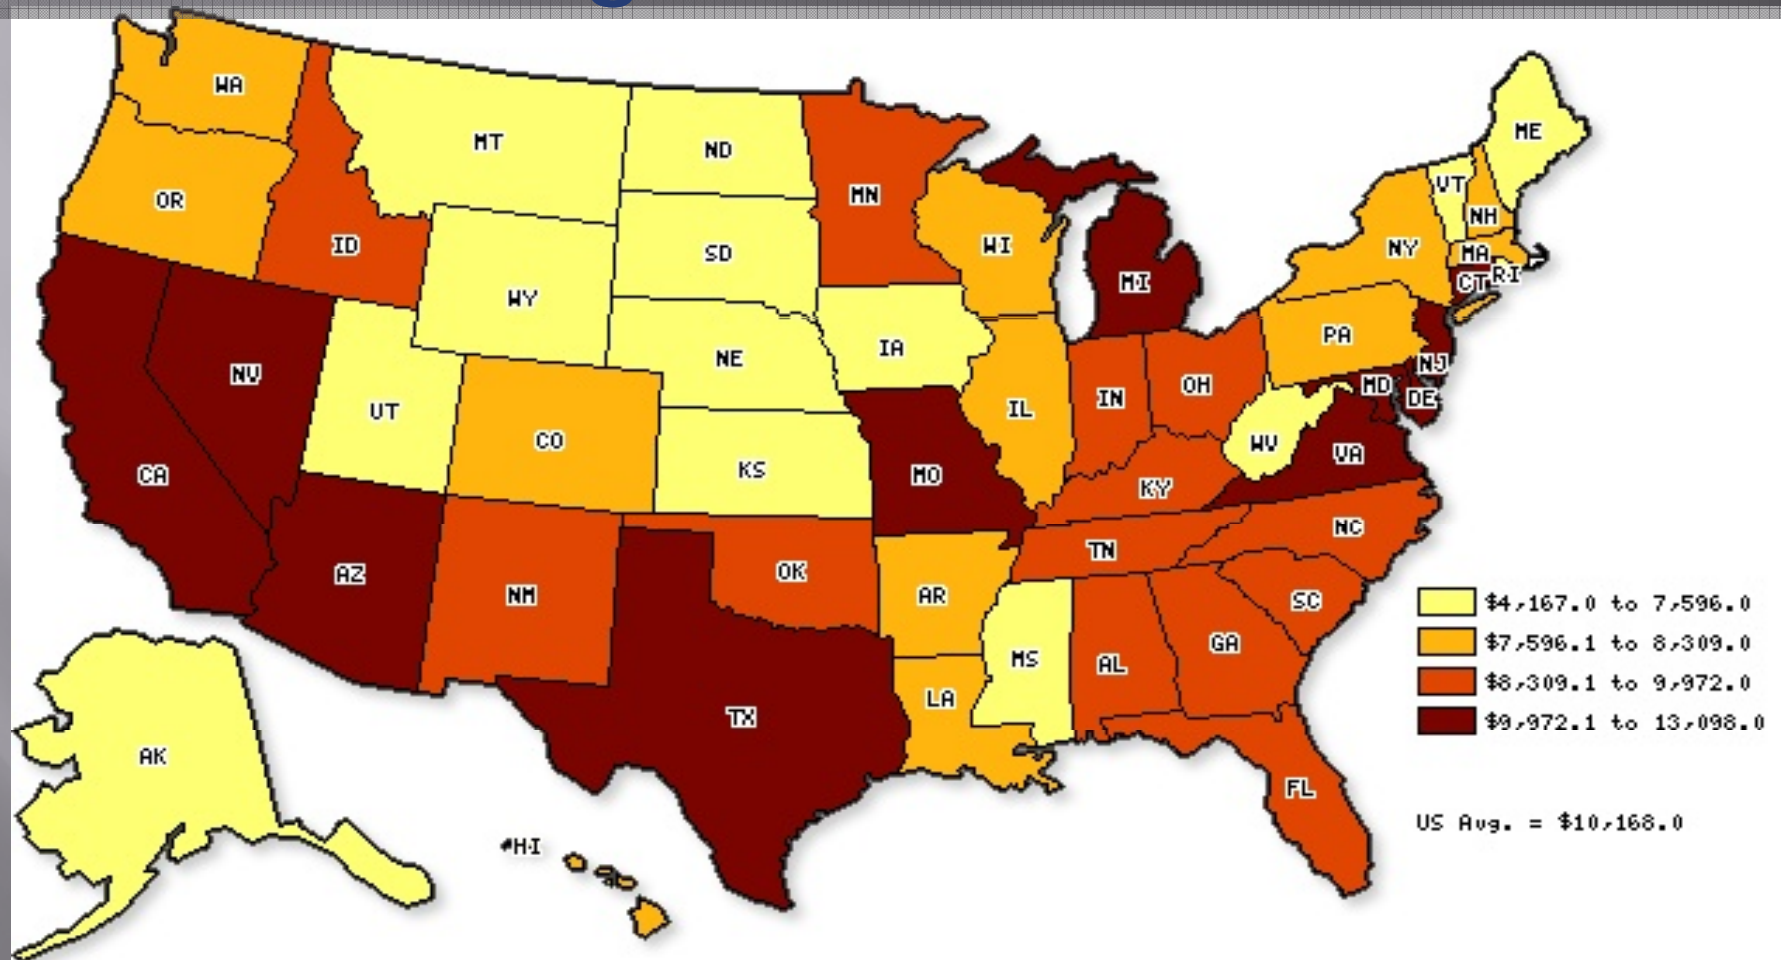 WA
MT
ND
MN
ME
OR
ID
SD
WI
VT
NH
NY
MA
CT
RI
MI
WY
IA
NE
PA
NJ
NV
UT
CO
IL
IN
OH
MD
DE
WV
VA
CA
KS
MO
KY
NC
TN
AZ
NM
OK
AR
SC
MS
AL
GA
LA
TX
AK
FL
HI
$4,167.0 to 7,596.0
$7,596.1 to 8,309.0
$8,309.1 to 9,972.0
$9,972.1 to 13,098.0
US Avg. = $10,168.0